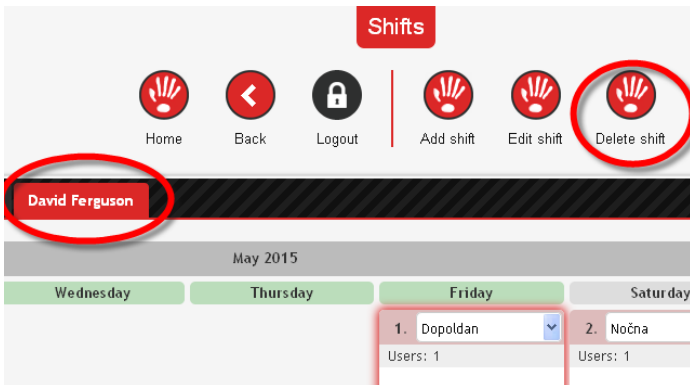 Shifts
Home Back Logout Add shift Edit shift Delete shift
David Ferguson
May 2015
Wednesday Thursday Friday Saturday
1. Dopoldan 2. Nočna
Users: 1 Users: 1